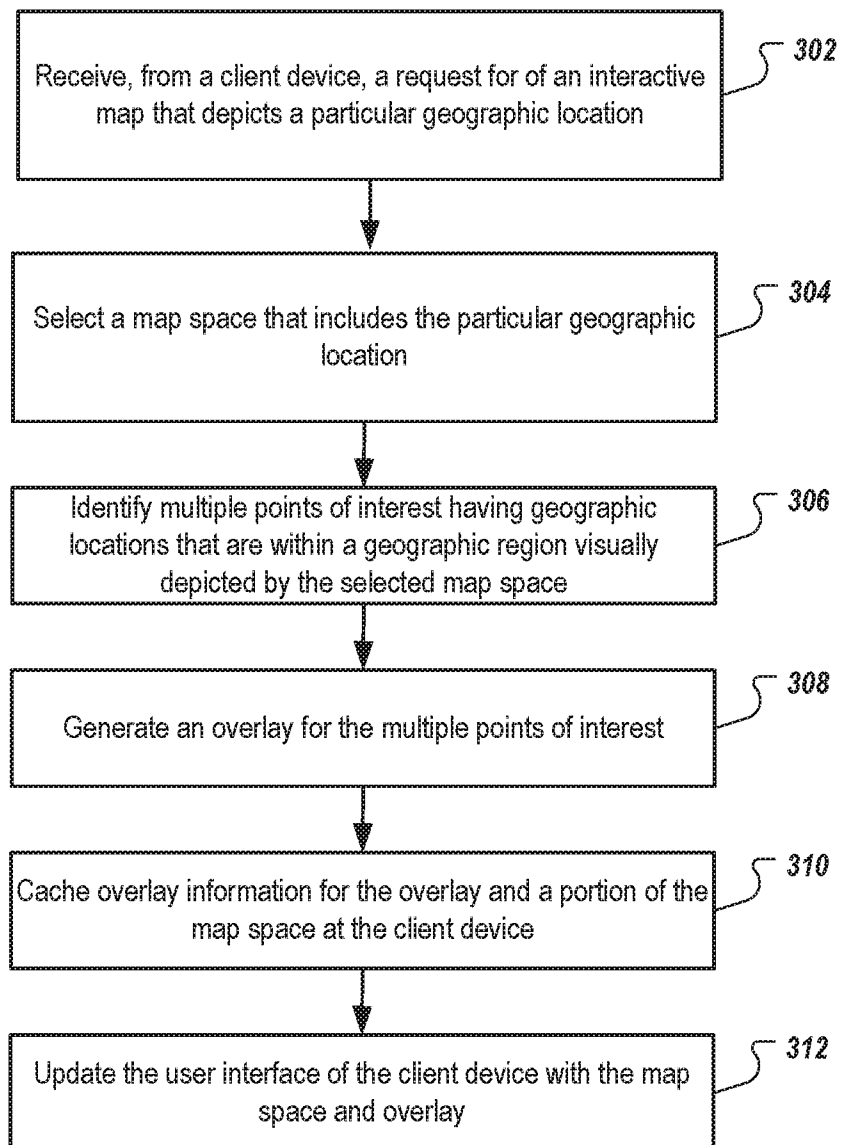 Receive, from a client device, a request for of an interactive
map that depicts a particular geographic location
302
Select a map space that includes the particular geographic
location
304
Identify multiple points of interest having geographic
locations that are within a geographic region visually
depicted by the selected map space
306
Generate an overlay for the multiple points of interest
308
Cache overlay information for the overlay and a portion of the
map space at the client device
310
Update the user interface of the client device with the map
space and overlay
312